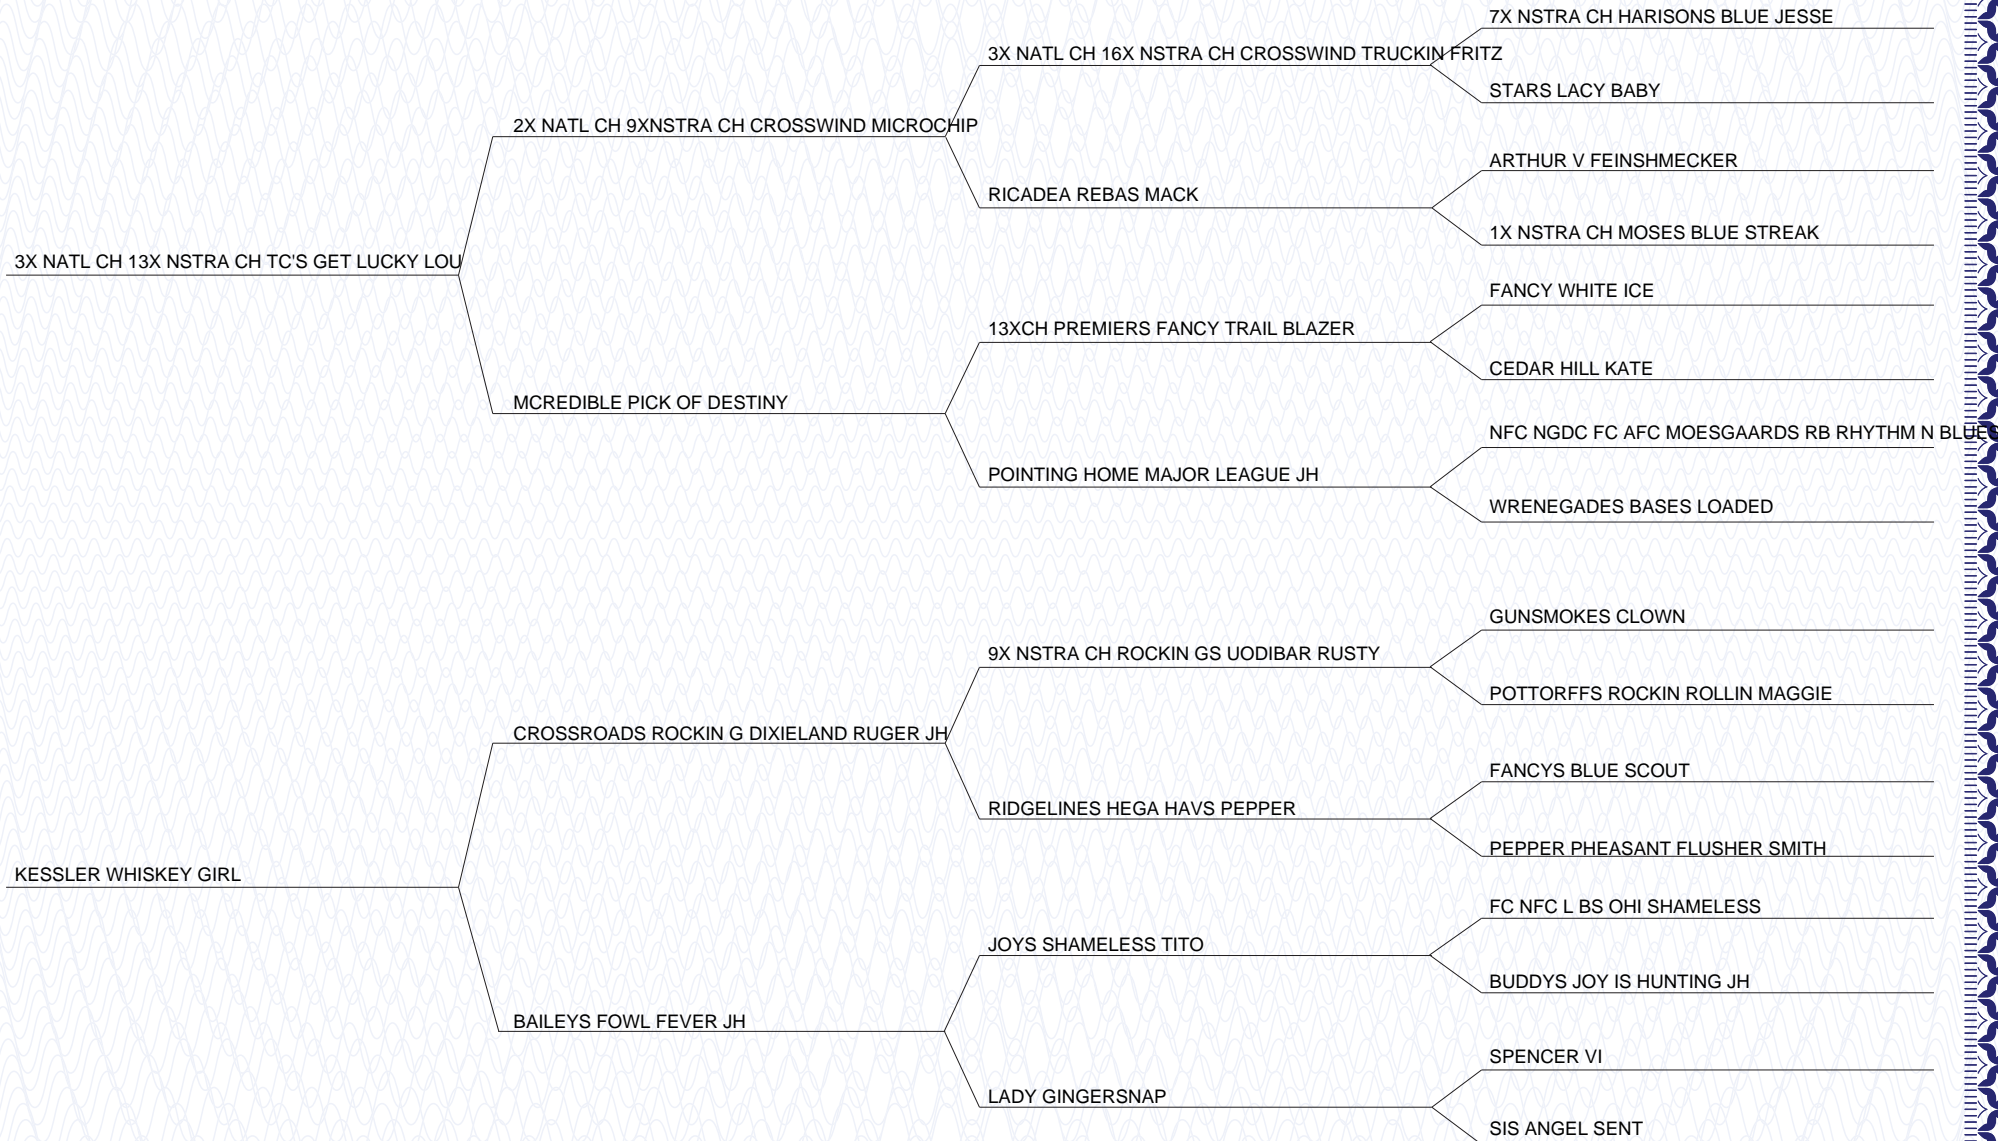 7X NSTRA CH HARISONS BLUE JESSE
3X NATL CH 16X NSTRA CH CROSSWIND TRUCKIN FRITZ
STARS LACY BABY
2X NATL CH 9XNSTRA CH CROSSWIND MICROCHIP
ARTHUR V FEINSHMECKER
RICADEA REBAS MACK
1X NSTRA CH MOSES BLUE STREAK
3X NATL CH 13X NSTRA CH TC'S GET LUCKY LOU
FANCY WHITE ICE
13XCH PREMIERS FANCY TRAIL BLAZER
CEDAR HILL KATE
MCREDIBLE PICK OF DESTINY
NFC NGDC FC AFC MOESGAARDS RB RHYTHM N BLUES
POINTING HOME MAJOR LEAGUE JH
WRENEGADES BASES LOADED
GUNSMOKES CLOWN
9X NSTRA CH ROCKIN GS UODIBAR RUSTY
POTTORFFS ROCKIN ROLLIN MAGGIE
CROSSROADS ROCKIN G DIXIELAND RUGER JH
FANCYS BLUE SCOUT
RIDGELINES HEGA HAVS PEPPER
PEPPER PHEASANT FLUSHER SMITH
KESSLER WHISKEY GIRL
FC NFC L BS OHI SHAMELESS
JOYS SHAMELESS TITO
BUDDYS JOY IS HUNTING JH
BAILEYS FOWL FEVER JH
SPENCER VI
LADY GINGERSNAP
SIS ANGEL SENT